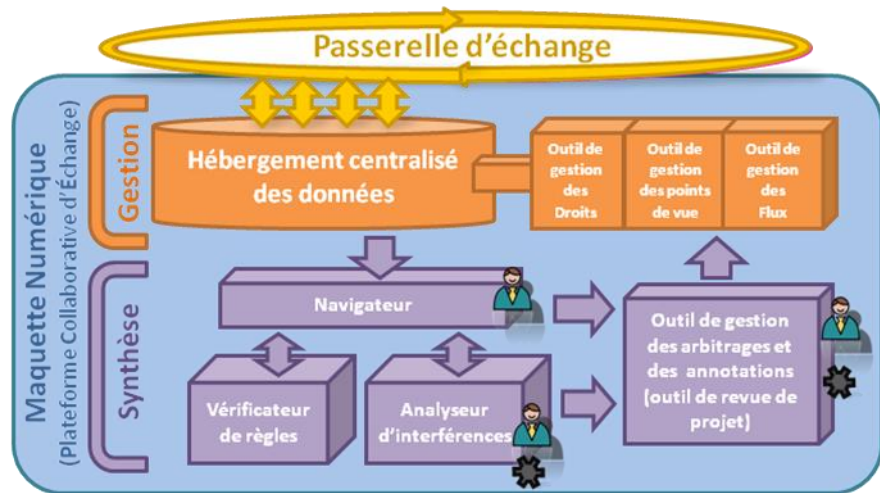 Passerelle d'échange
Maquette Numérique
(Plateforme Collaborative d'Échange)
Gestion
Hébergement centralisé
des données
Outil de
gestion
des
Droits
Outil de
gestion
des points
de vue
Outil de
gestion
des
Flux
Synthèse
Navigateur
Vérificateur
de règles
Analyseur
d'interférences
Outil de gestion
des arbitrages et
des annotations
(outil de revue de
projet)